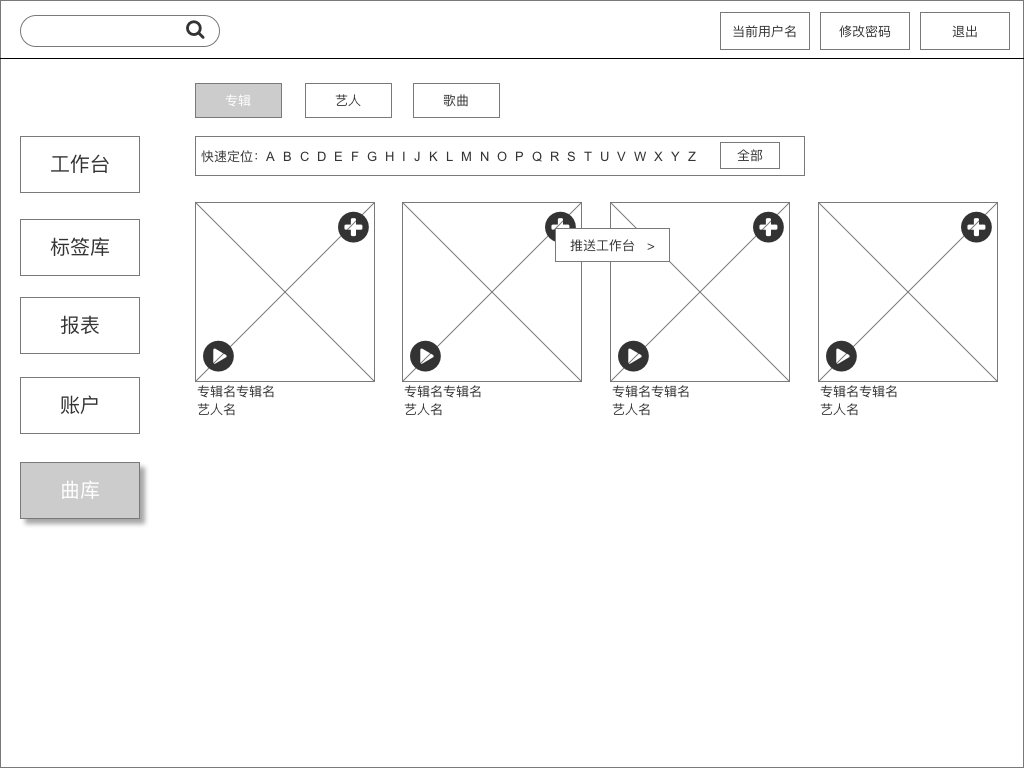 当前用户名
修改密码
退出
专辑
艺人
歌曲
工作台
标签库
报表
账户
曲库
快速定位： A B C D E F G H I J K L M N O P Q R S T U V W X Y Z
全部
推送工作台 >
专辑名专辑名
艺人名
专辑名专辑名
艺人名
专辑名专辑名
艺人名
专辑名专辑名
艺人名